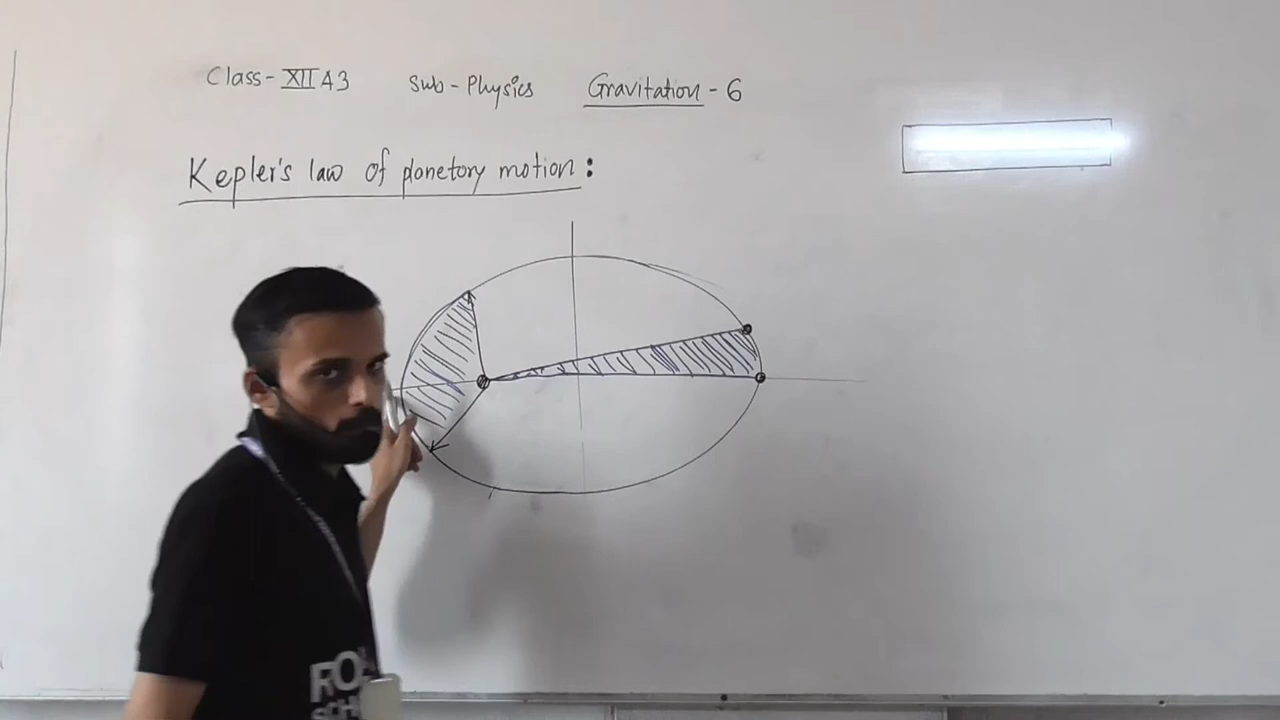 Class - XII A3 Sub - Physics Gravitation - 6
Kepler's law of planetory motion :